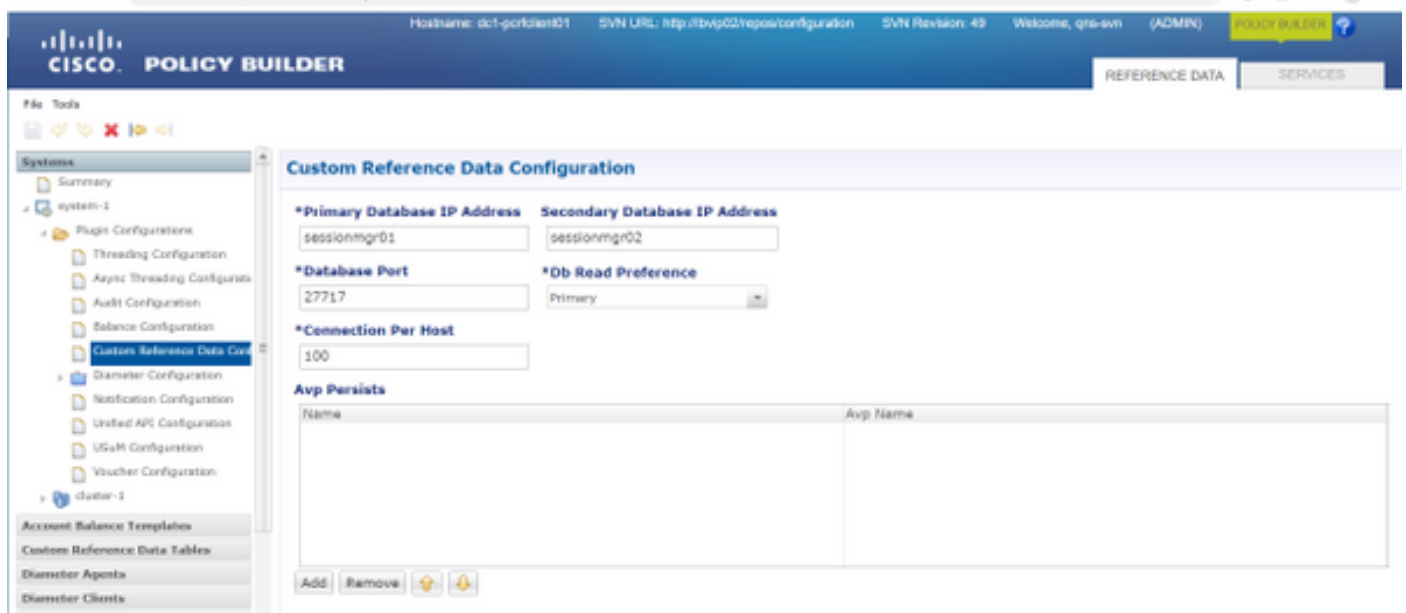 Hostname: dc1-pcrfclient01 SVN URL: http://lbvip02/repos/configuration SVN Revision: 49 Welcome, qns-svn (ADMIN) POLICY BUILDER ?
CISCO. POLICY BUILDER
REFERENCE DATA SERVICES
File Tools
Systems
Summary
system-1
Plugin Configurations
Threading Configuration
Async Threading Configurati
Audit Configuration
Balance Configuration
Custom Reference Data Conf
Diameter Configuration
Notification Configuration
Unified API Configuration
USuM Configuration
Voucher Configuration
cluster-1
Account Balance Templates
Custom Reference Data Tables
Diameter Agents
Diameter Clients
Custom Reference Data Configuration
*Primary Database IP Address Secondary Database IP Address
sessionmgr01 sessionmgr02
*Database Port *Db Read Preference
27717 Primary
*Connection Per Host
100
Avp Persists
Name Avp Name
Add Remove